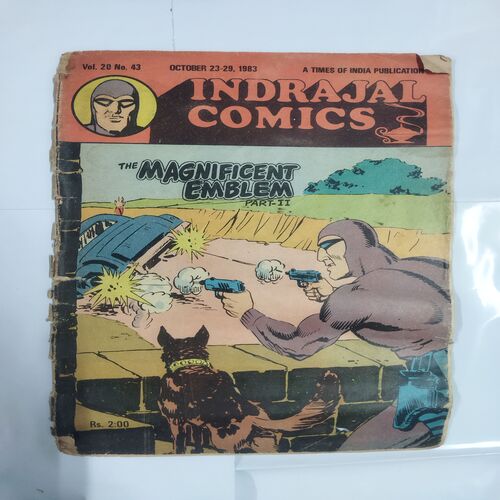 Vol. 20 No. 43 OCTOBER 23-29, 1983 A TIMES OF INDIA PUBLICATION
INDRAJAL
COMICS
THE MAGNIFICENT
EMBLEM
PART-II
Rs. 2:00